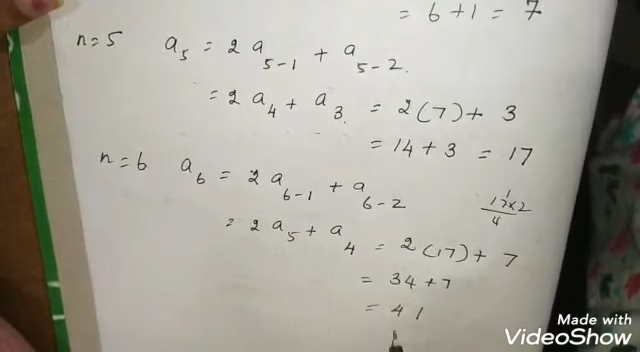 = 6 + 1 = 7
n=5 a₅ = 2 a₅₋₁ + a₅₋₂.
= 2 a₄ + a₃. = 2(7) + 3
= 14 + 3 = 17
n=6 a₆ = 2 a₆₋₁ + a₆₋₂
= 2 a₅ + a₄ = 2(17) + 7
= 34 + 7
= 41
Made with
VideoShow